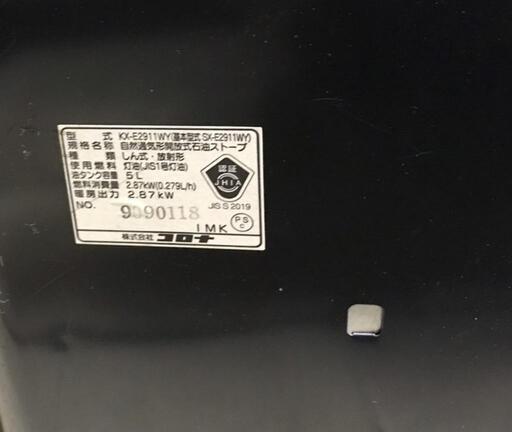 型 式 KX-E2911WY(基本型式 SX-E2911WY)
規格名称 自然通気形開放式石油ストーブ
種 類 しん式・放射形
使用燃料 灯油(JIS1号灯油)
油タンク容量 5L
燃料消費量 2.87kW(0.279L/h)
暖房出力 2.87kW
認証
JHIA
JIS S 2019
NO. 9090118
IMK
PS
C
株式会社 コロナ